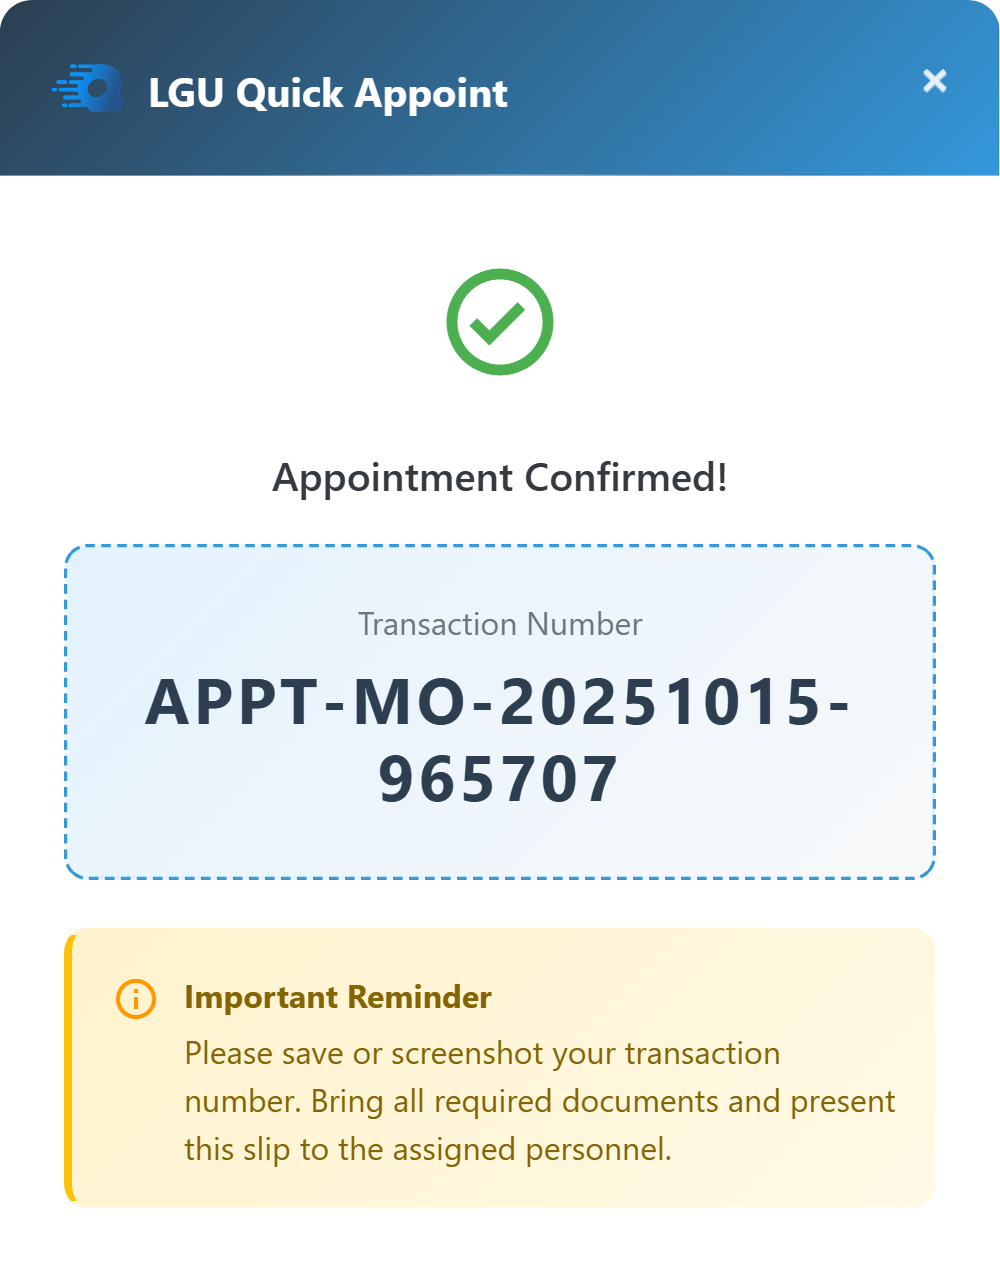 LGU Quick Appoint
×
Appointment Confirmed!
Transaction Number
APPT-MO-20251015-
965707
Important Reminder
Please save or screenshot your transaction
number. Bring all required documents and present
this slip to the assigned personnel.